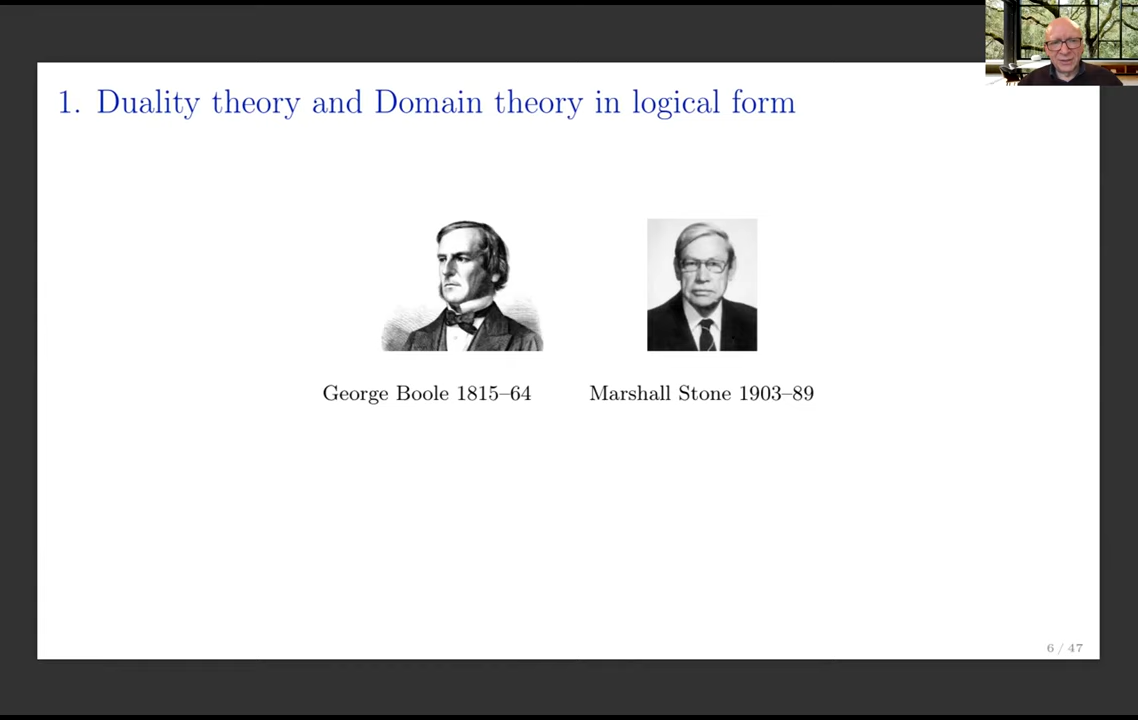 1. Duality theory and Domain theory in logical form
George Boole 1815–64 Marshall Stone 1903–89
6 / 47